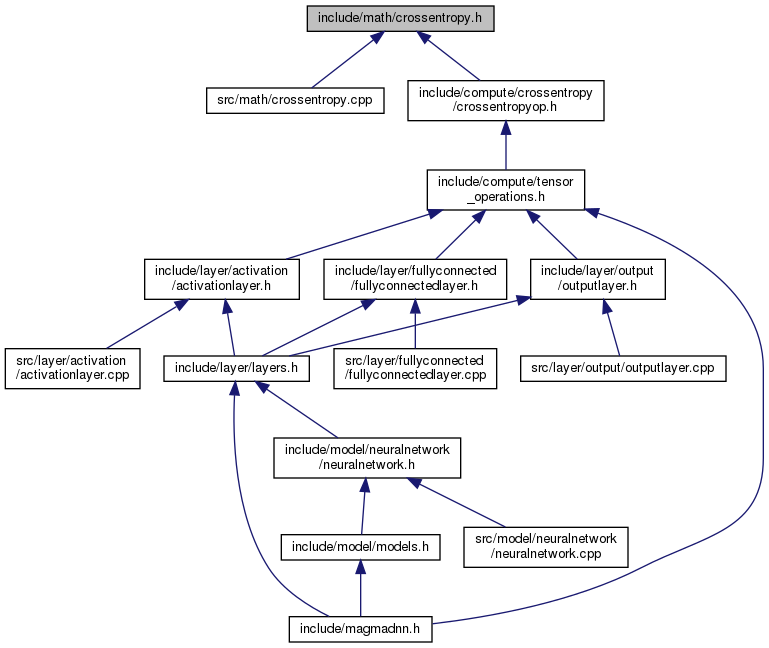 include/math/crossentropy.h
src/math/crossentropy.cpp
include/compute/crossentropy
/crossentropyop.h
include/compute/tensor
_operations.h
include/layer/activation
/activationlayer.h
include/layer/fullyconnected
/fullyconnectedlayer.h
include/layer/output
/outputlayer.h
src/layer/activation
/activationlayer.cpp
include/layer/layers.h
src/layer/fullyconnected
/fullyconnectedlayer.cpp
src/layer/output/outputlayer.cpp
include/model/neuralnetwork
/neuralnetwork.h
include/model/models.h
src/model/neuralnetwork
/neuralnetwork.cpp
include/magmadnn.h